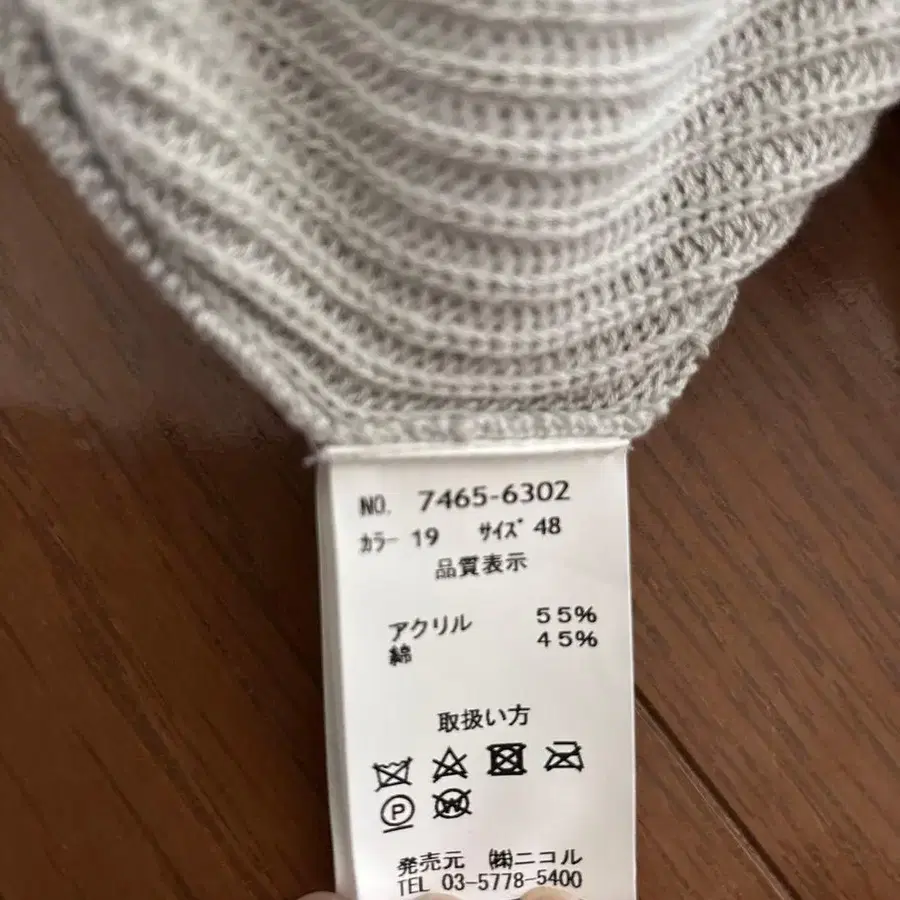 NO. 7465-6302
ｶﾗｰ 19 ｻｲｽﾞ 48
品質表示
アクリル 55%
綿 45%
取扱い方
P W
発売元 ㈱ニコル
TEL 03-5778-5400